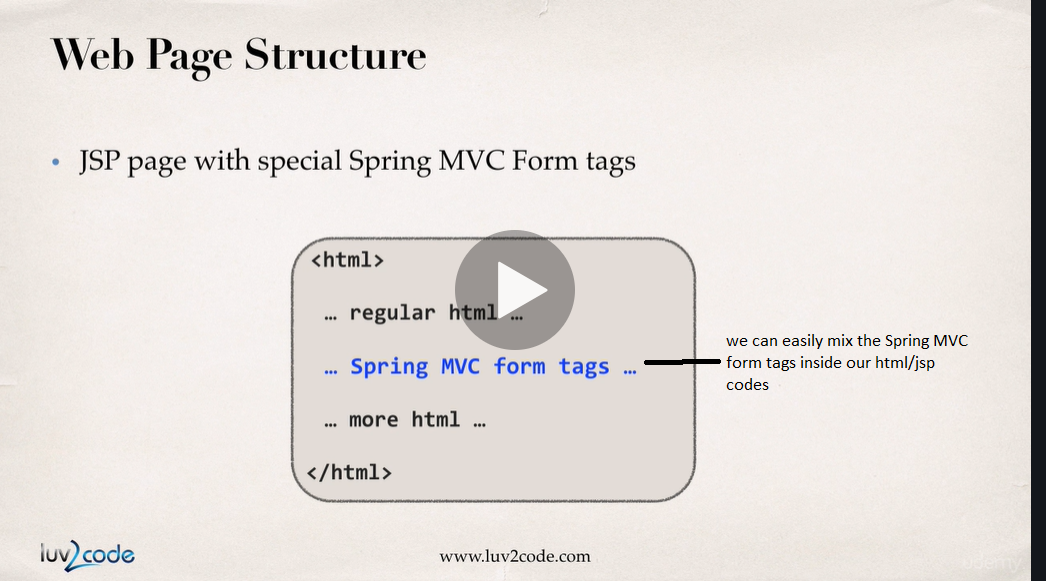 Web Page Structure
• JSP page with special Spring MVC Form tags
<html>
… regular html …
… Spring MVC form tags …
… more html …
</html>
we can easily mix the Spring MVC
form tags inside our html/jsp
codes
luv2code
www.luv2code.com
udemy